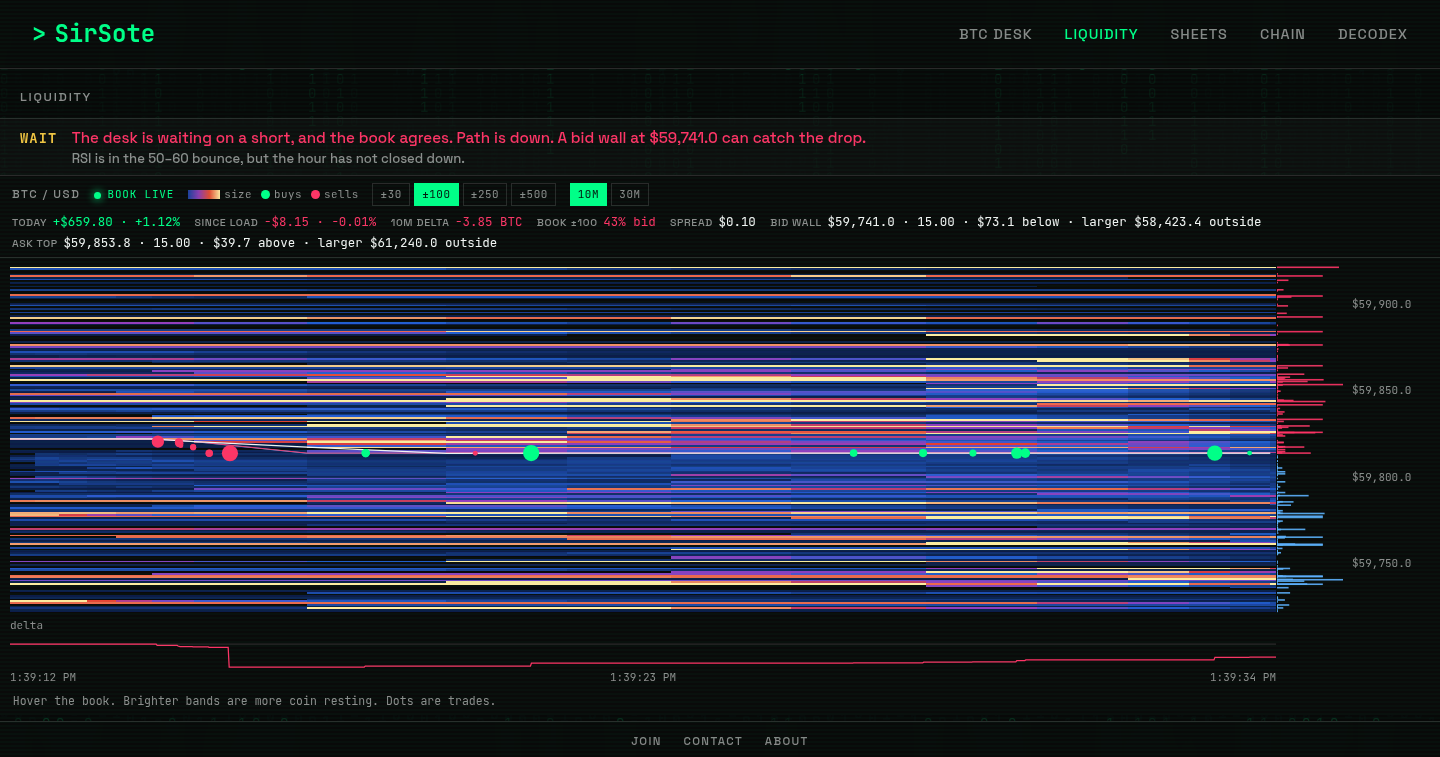 > SirSote
BTC DESK LIQUIDITY SHEETS CHAIN DECODEX
LIQUIDITY
WAIT The desk is waiting on a short, and the book agrees. Path is down. A bid wall at $59,741.0 can catch the drop.
RSI is in the 50–60 bounce, but the hour has not closed down.
BTC / USD BOOK LIVE size buys sells ±30 ±100 ±250 ±500 10M 30M
TODAY +$659.80 · +1.12% SINCE LOAD -$8.15 · -0.01% 10M DELTA -3.85 BTC BOOK ±100 43% bid SPREAD $0.10 BID WALL $59,741.0 · 15.00 · $73.1 below · larger $58,423.4 outside
ASK TOP $59,853.8 · 15.00 · $39.7 above · larger $61,240.0 outside
$59,900.0
$59,850.0
$59,800.0
$59,750.0
delta
1:39:12 PM 1:39:23 PM 1:39:34 PM
Hover the book. Brighter bands are more coin resting. Dots are trades.
JOIN CONTACT ABOUT